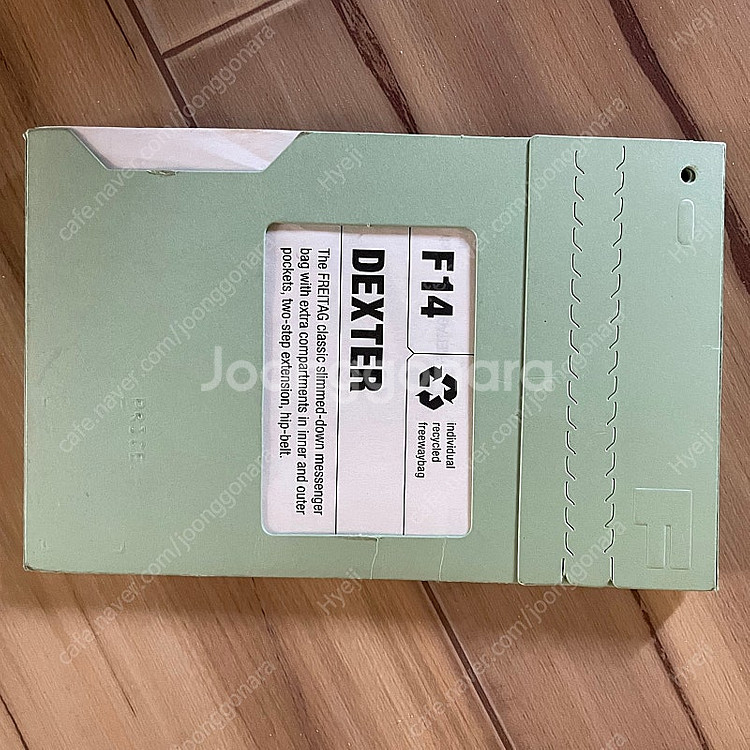 F14
individual
recycled
freewaybag
DEXTER
The FREITAG classic slimmed-down messenger
bag with extra compartments in inner and outer
pockets, two-step extension, hip-belt.
PRICE
F
Joonggonara
cafe.naver.com/joonggonara
Hyeji